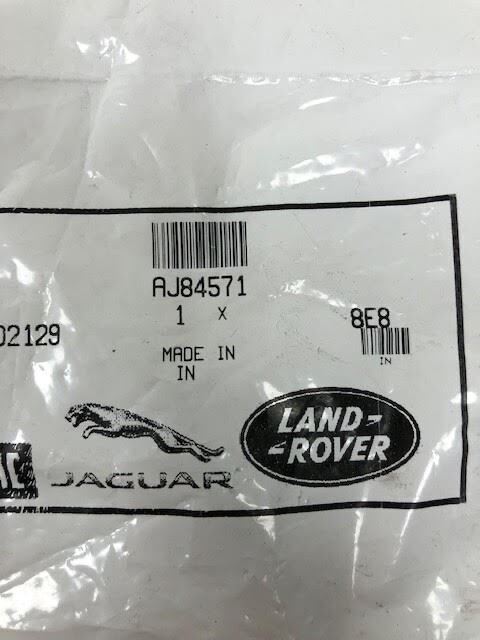 AJ84571
1 X
02129
8E8
MADE IN
IN
IN
LAND-
-ROVER
JAGUAR